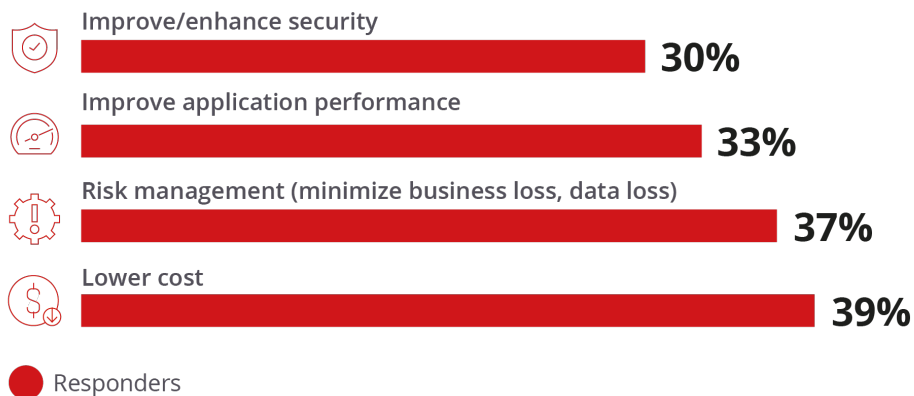 Improve/enhance security
30%
Improve application performance
33%
Risk management (minimize business loss, data loss)
37%
Lower cost
$
39%
Responders